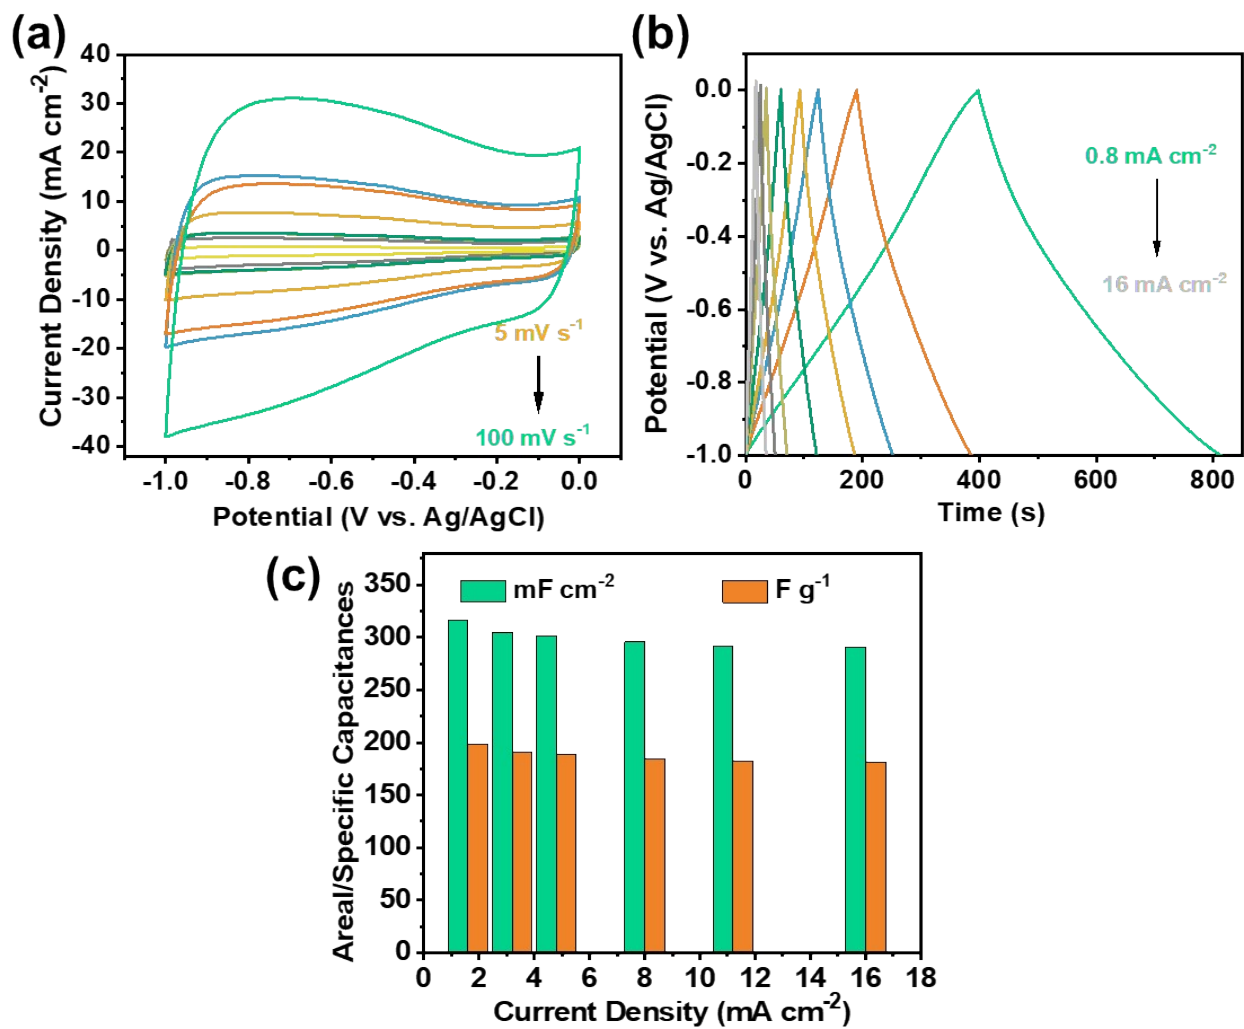 (a)
40
30
20
10
0
-10
-20
-30
-40
Current Density (mA cm-2)
5 mV s-1
100 mV s-1
-1.0 -0.8 -0.6 -0.4 -0.2 0.0
Potential (V vs. Ag/AgCl)
(b)
0.0
-0.2
-0.4
-0.6
-0.8
-1.0
Potential (V vs. Ag/AgCl)
0.8 mA cm-2
16 mA cm-2
0 200 400 600 800
Time (s)
(c)
350
300
250
200
150
100
50
0
Areal/Specific Capacitances
mF cm-2
F g-1
0 2 4 6 8 10 12 14 16 18
Current Density (mA cm-2)